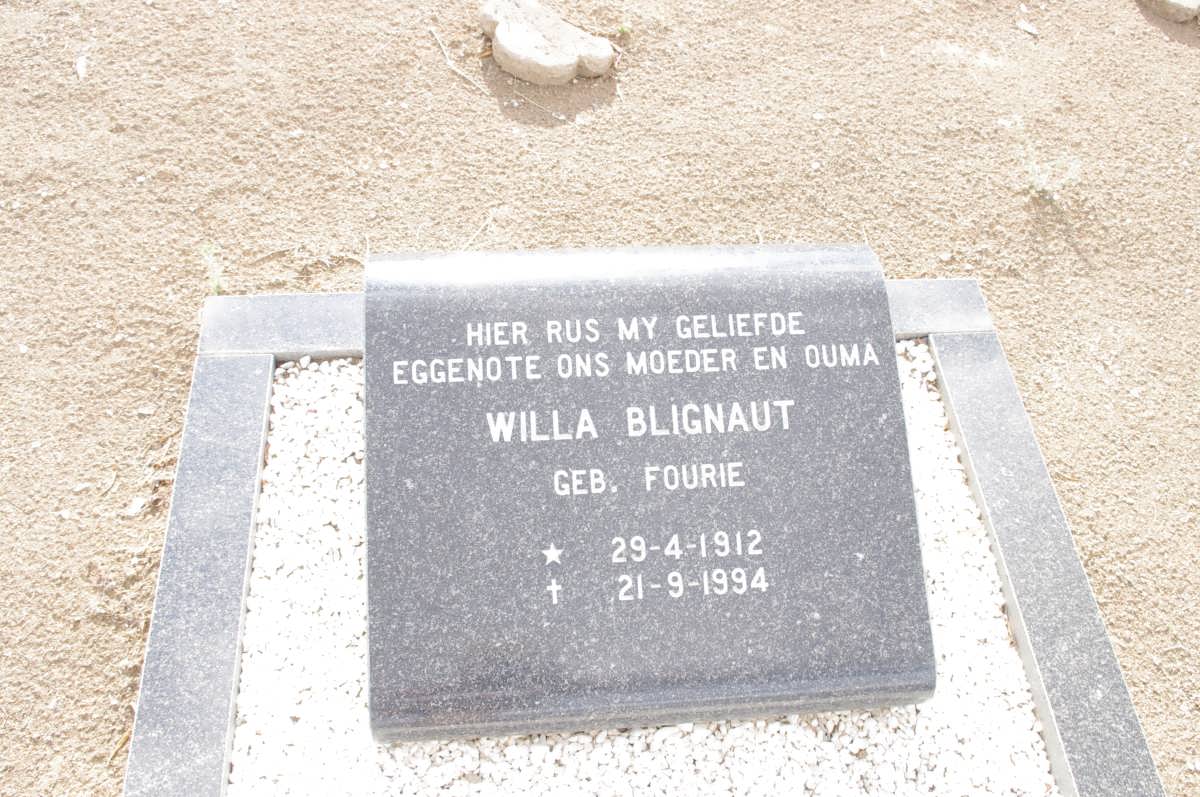 HIER RUS MY GELIEFDE
EGGENOTE ONS MOEDER EN OUMA
WILLA BLIGNAUT
GEB. FOURIE
★ 29-4-1912
✝ 21-9-1994